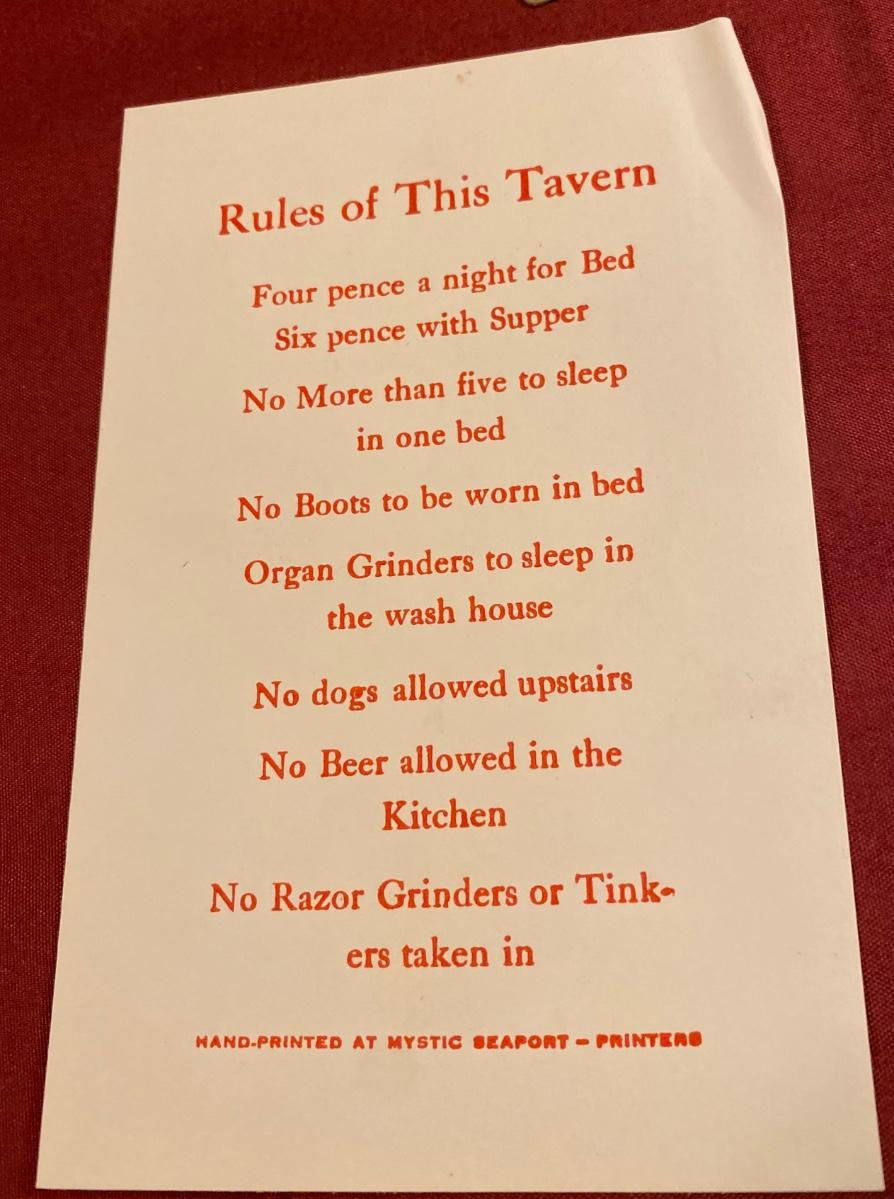 Rules of This Tavern
Four pence a night for Bed
Six pence with Supper
No More than five to sleep
in one bed
No Boots to be worn in bed
Organ Grinders to sleep in
the wash house
No dogs allowed upstairs
No Beer allowed in the
Kitchen
No Razor Grinders or Tink-
ers taken in
HAND-PRINTED AT MYSTIC SEAPORT - PRINTERS